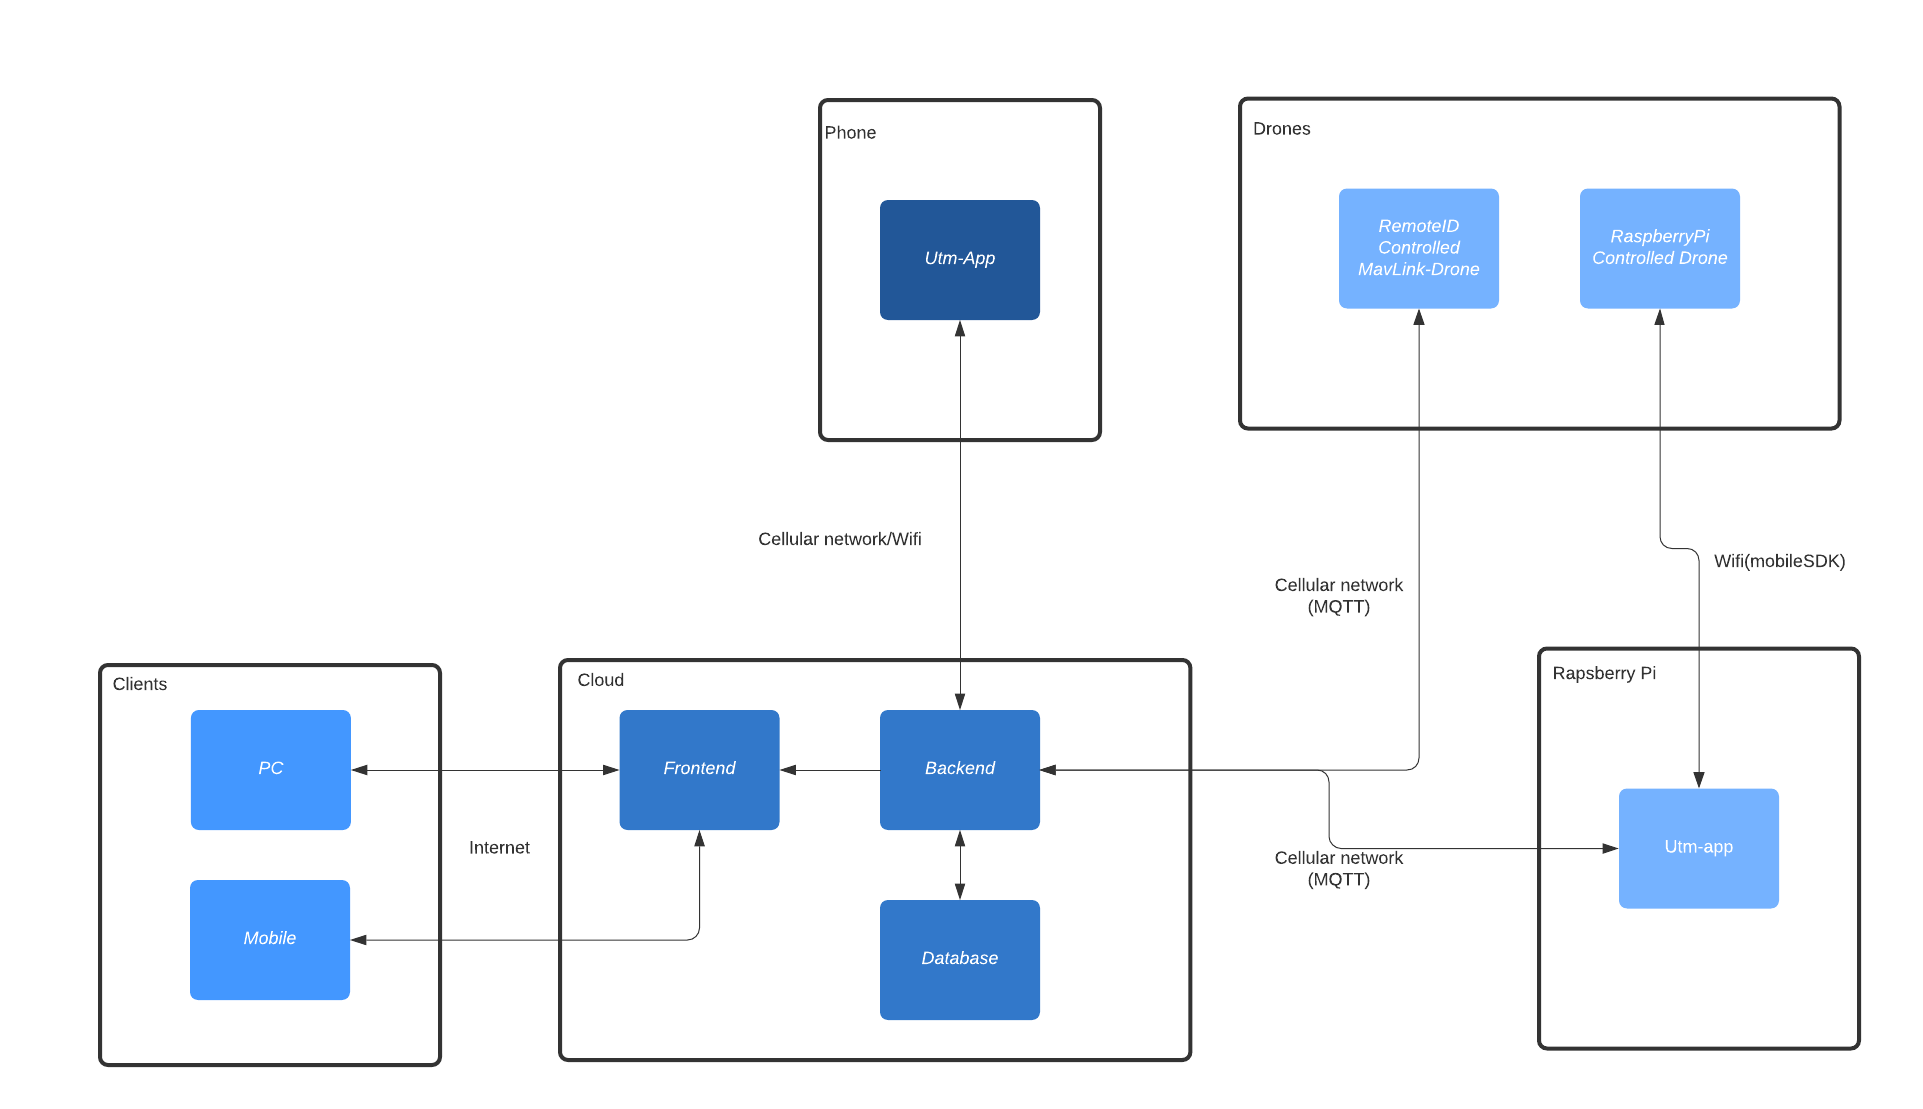 Phone
Drones
Utm-App
RemoteID
Controlled
MavLink-Drone
RaspberryPi
Controlled Drone
Cellular network/Wifi
Cellular network
(MQTT)
Wifi(mobileSDK)
Clients
Cloud
Rapsberry Pi
PC
Frontend
Backend
Internet
Utm-app
Cellular network
(MQTT)
Mobile
Database